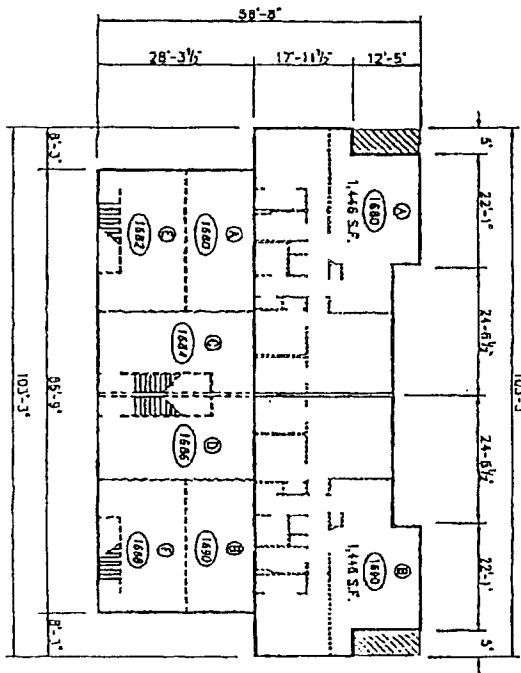 58'-8"
28'-3½"
17'-11½"
12'-5"
8'-3"
5'
22'-1"
24'-6½"
24-6½"
22'-1"
5'
103'-3"
86'-9"
8'-3"
A
1680
1,446 S.F.
E
1682
A
1680
C
1684
D
1686
F
1688
B
1690
B
1690
1,446 S.F.